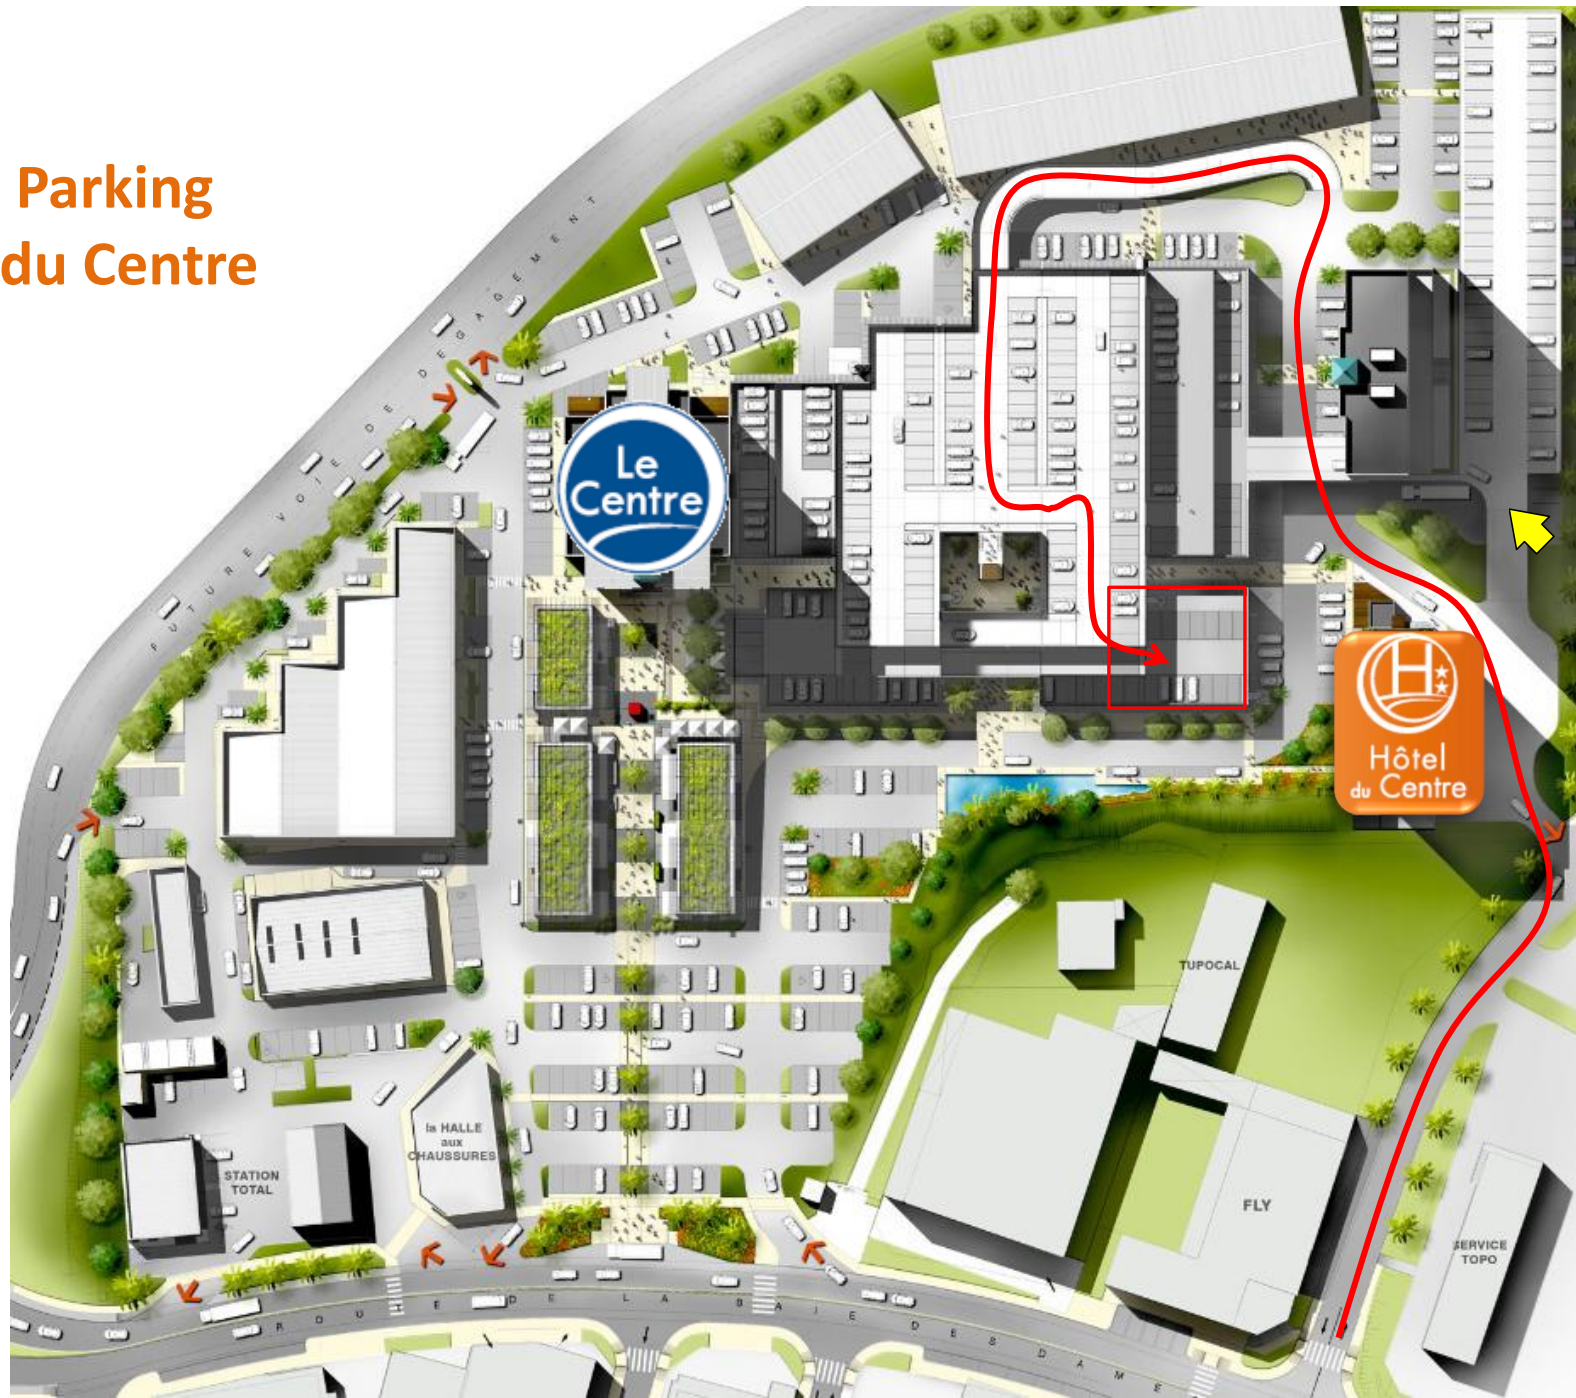 Parking
du Centre
FUTURE VOIE DE DEGAGEMENT
Le
Centre
Hôtel
du Centre
TUPOCAL
la HALLE
aux
CHAUSSURES
STATION
TOTAL
FLY
SERVICE
TOPO
ROUTE DE LA BAIE DES DAME